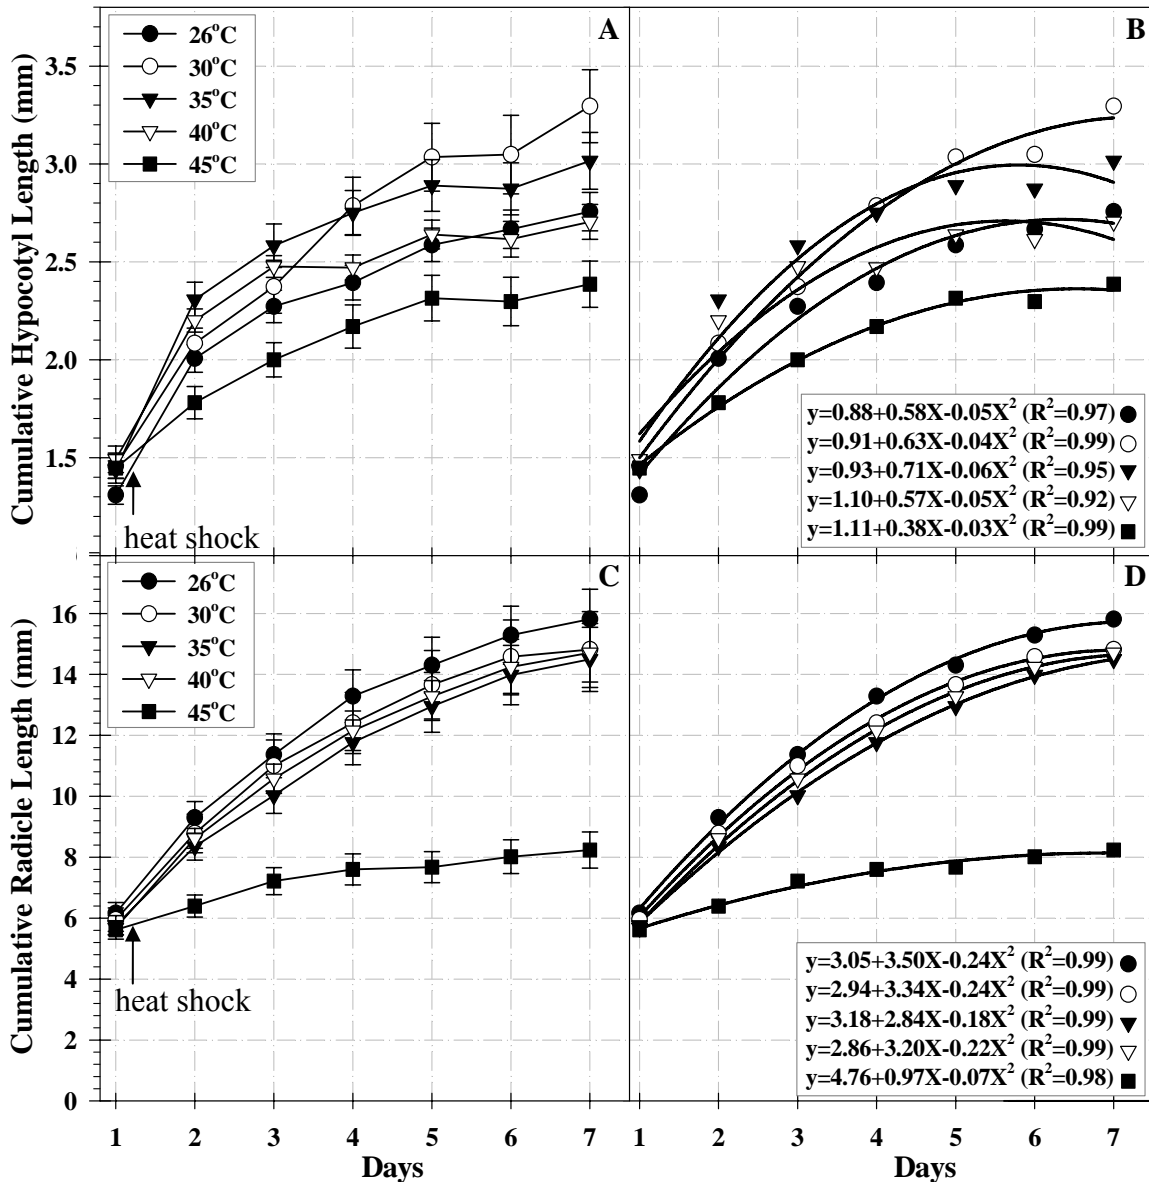 A
26°C
30°C
35°C
40°C
45°C
Cumulative Hypocotyl Length (mm)
3.5
3.0
2.5
2.0
1.5
heat shock
B
y=0.88+0.58X-0.05X² (R²=0.97)
y=0.91+0.63X-0.04X² (R²=0.99)
y=0.93+0.71X-0.06X² (R²=0.95)
y=1.10+0.57X-0.05X² (R²=0.92)
y=1.11+0.38X-0.03X² (R²=0.99)
C
26°C
30°C
35°C
40°C
45°C
Cumulative Radicle Length (mm)
16
14
12
10
8
6
4
2
0
heat shock
1 2 3 4 5 6 7
Days
D
y=3.05+3.50X-0.24X² (R²=0.99)
y=2.94+3.34X-0.24X² (R²=0.99)
y=3.18+2.84X-0.18X² (R²=0.99)
y=2.86+3.20X-0.22X² (R²=0.99)
y=4.76+0.97X-0.07X² (R²=0.98)
1 2 3 4 5 6 7
Days